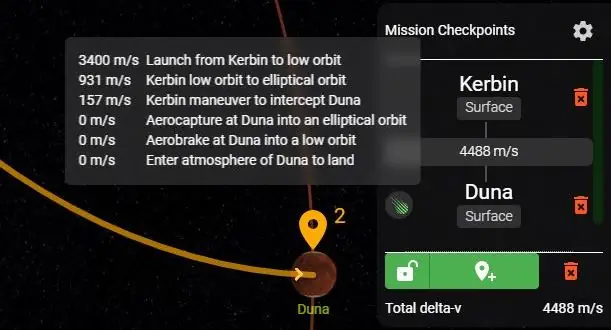 3400 m/s Launch from Kerbin to low orbit
931 m/s Kerbin low orbit to elliptical orbit
157 m/s Kerbin maneuver to intercept Duna
0 m/s Aerocapture at Duna into an elliptical orbit
0 m/s Aerobrake at Duna into a low orbit
0 m/s Enter atmosphere of Duna to land
2
Duna
Mission Checkpoints
Kerbin
Surface
4488 m/s
Duna
Surface
Total delta-v 4488 m/s